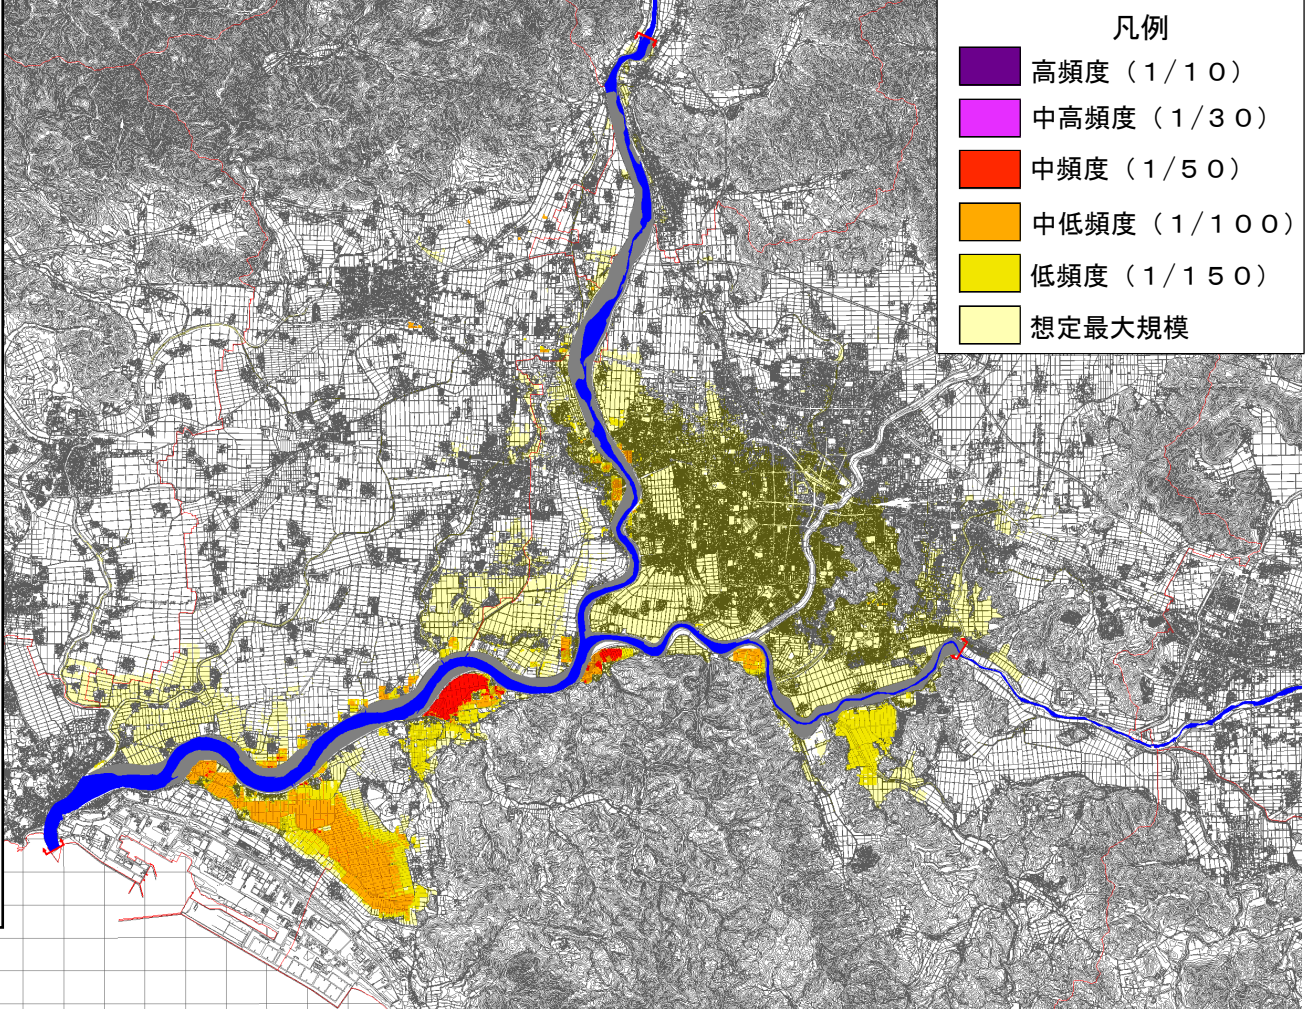 凡例
高頻度（１/１０）
中高頻度（１/３０）
中頻度（１/５０）
中低頻度（１/１００）
低頻度（１/１５０）
想定最大規模